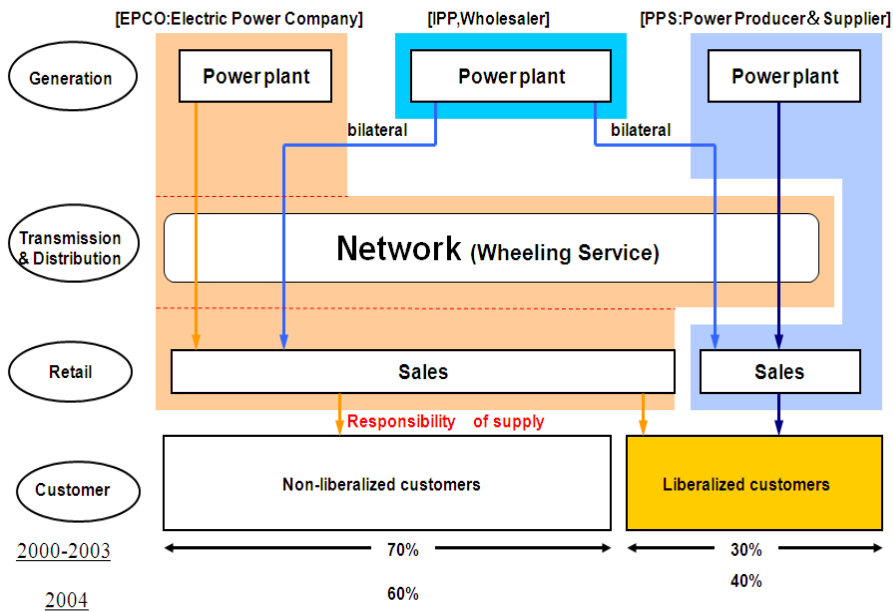 [EPCO:Electric Power Company]
[IPP,Wholesaler]
[PPS:Power Producer& Supplier]
Generation
Power plant
Power plant
Power plant
bilateral
bilateral
Transmission
& Distribution
Network (Wheeling Service)
Retail
Sales
Sales
Responsibility of supply
Customer
Non-liberalized customers
Liberalized customers
2000-2003
70%
30%
2004
60%
40%